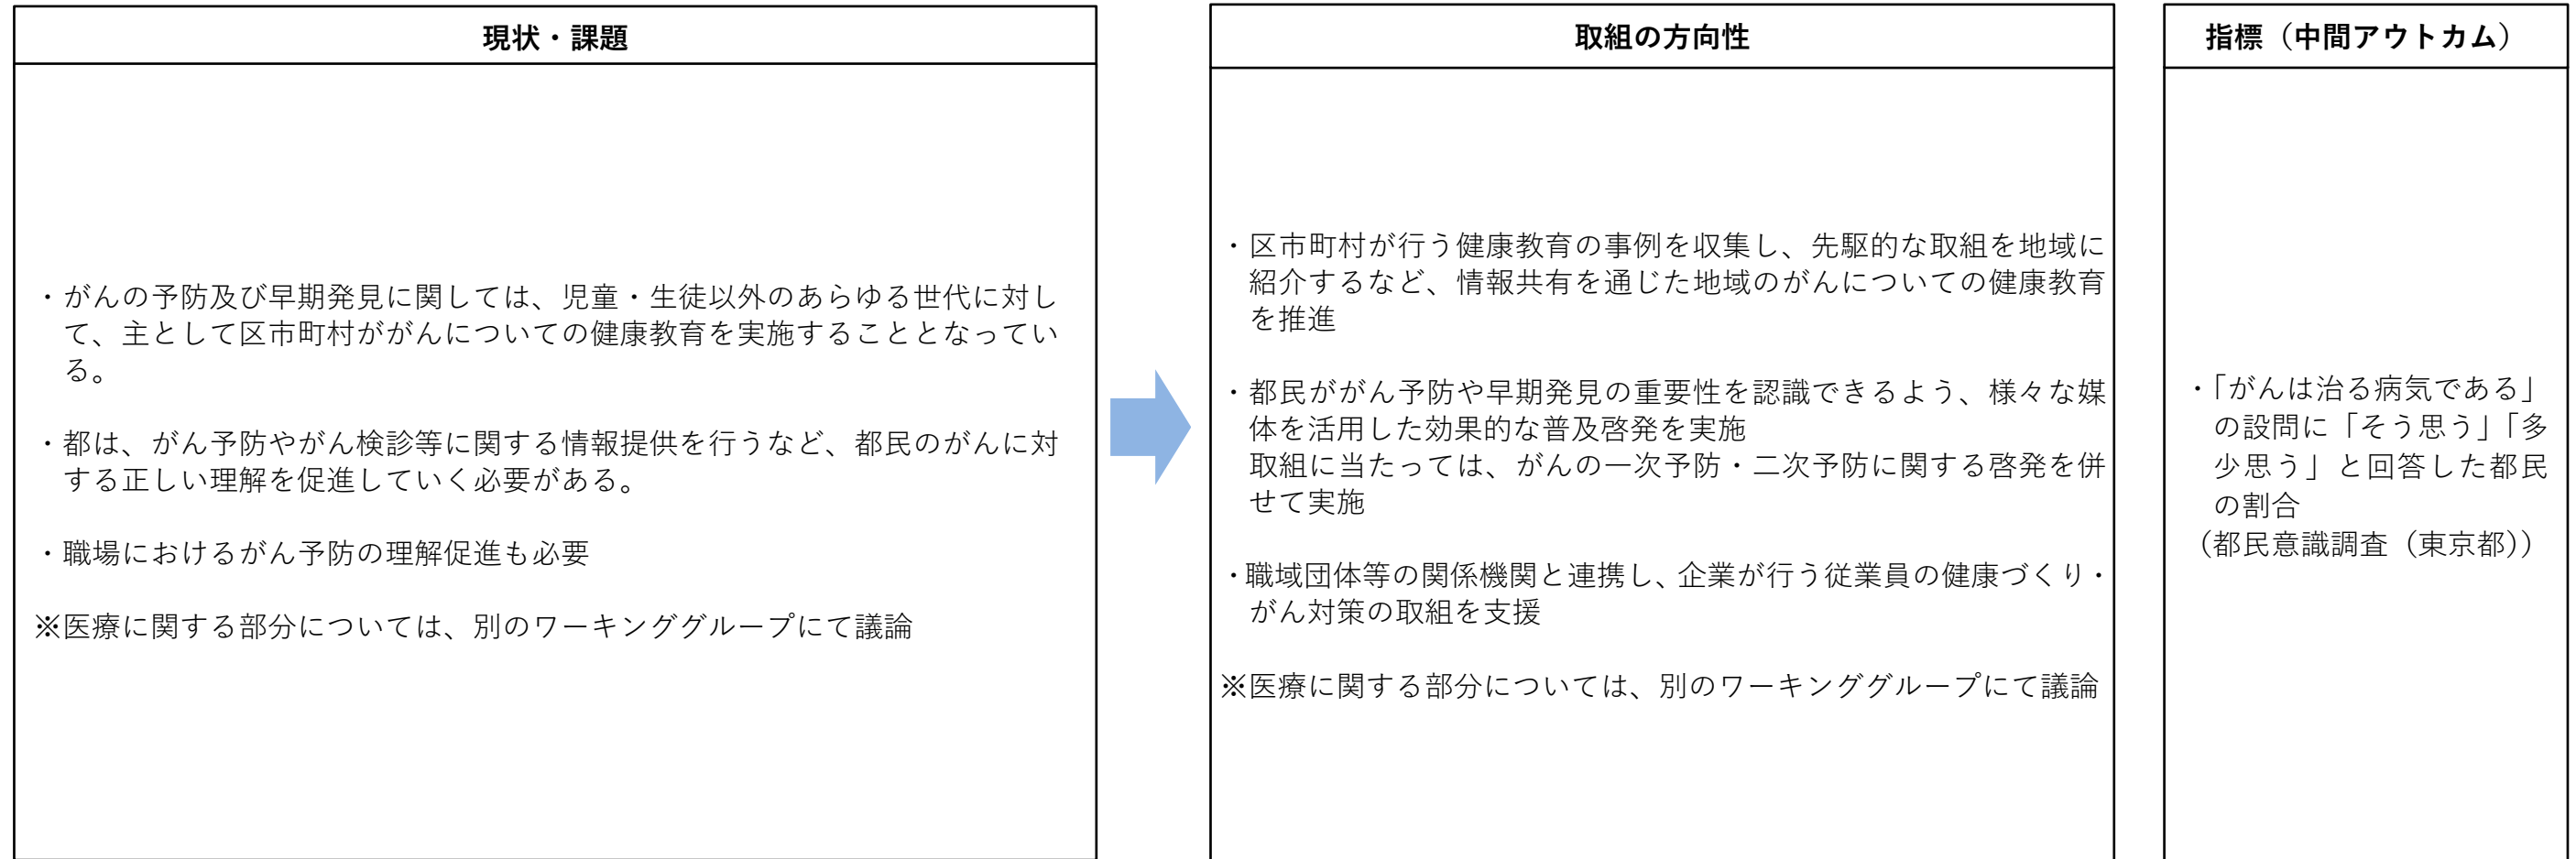 現状・課題
・がんの予防及び早期発見に関しては、児童・生徒以外のあらゆる世代に対し
て、主として区市町村ががんについての健康教育を実施することとなってい
る。
・都は、がん予防やがん検診等に関する情報提供を行うなど、都民のがんに対
する正しい理解を促進していく必要がある。
・職場におけるがん予防の理解促進も必要
※医療に関する部分については、別のワーキンググループにて議論
取組の方向性
・区市町村が行う健康教育の事例を収集し、先駆的な取組を地域に
紹介するなど、情報共有を通じた地域のがんについての健康教育
を推進
・都民ががん予防や早期発見の重要性を認識できるよう、様々な媒
体を活用した効果的な普及啓発を実施
取組に当たっては、がんの一次予防・二次予防に関する啓発を併
せて実施
・職域団体等の関係機関と連携し、企業が行う従業員の健康づくり・
がん対策の取組を支援
※医療に関する部分については、別のワーキンググループにて議論
指標（中間アウトカム）
・「がんは治る病気である」
の設問に「そう思う」「多
少思う」と回答した都民
の割合
（都民意識調査（東京都））